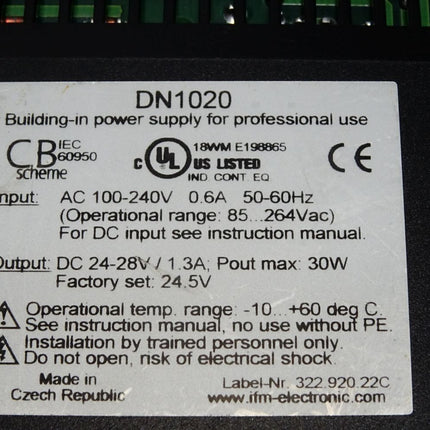 DN1020
Building-in power supply for professional use
CB IEC 60950 scheme
c UL US LISTED 18WM E198865 IND CONT. EQ
CE
Input: AC 100-240V 0.6A 50-60Hz
(Operational range: 85...264Vac)
For DC input see instruction manual.
Output: DC 24-28V / 1.3A; Pout max: 30W
Factory set: 24.5V
Operational temp. range: -10...+60 deg C.
See instruction manual, no use without PE.
Installation by trained personnel only.
Do not open, risk of electrical shock.
Made in Czech Republic
Label-Nr. 322.920.22C
www.ifm-electronic.com